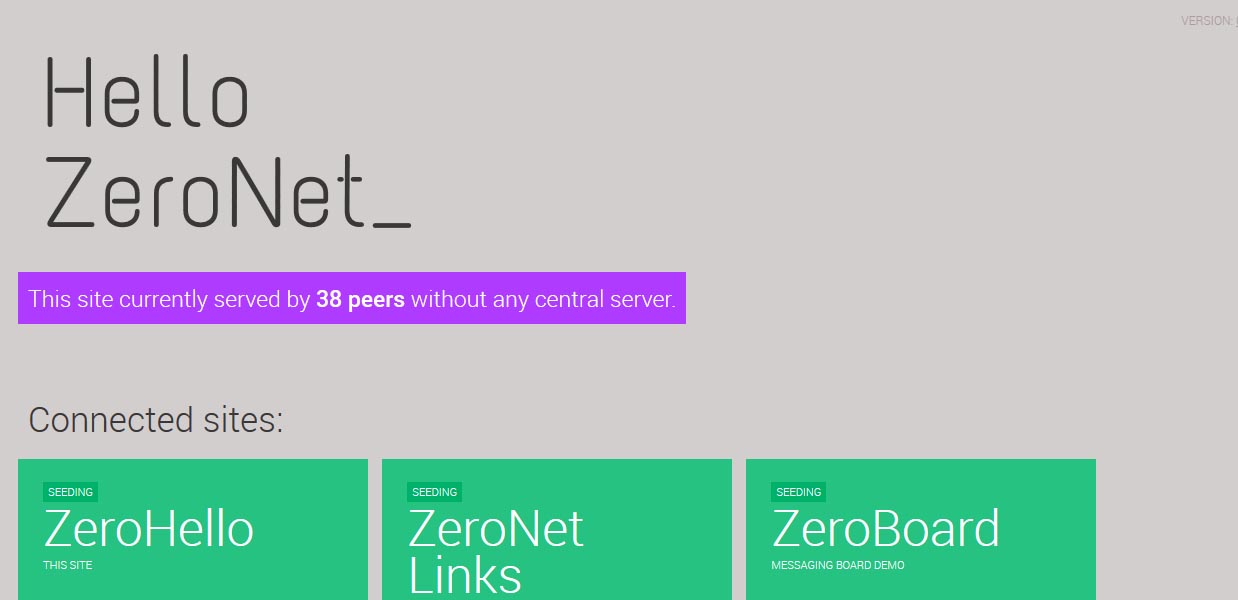 VERSION:
Hello
ZeroNet_
This site currently served by 38 peers without any central server.
Connected sites:
SEEDING
ZeroHello
THIS SITE
SEEDING
ZeroNet
Links
SEEDING
ZeroBoard
MESSAGING BOARD DEMO